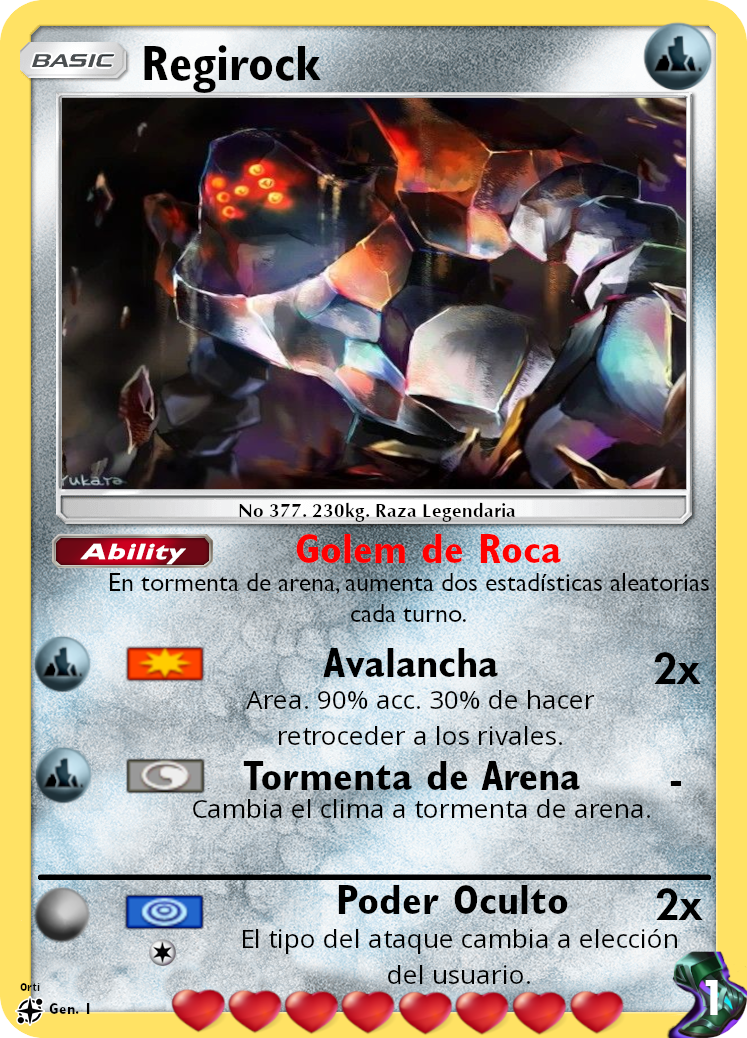 BASIC Regirock
Yukara
No 377. 230kg. Raza Legendaria
Ability Golem de Roca
En tormenta de arena, aumenta dos estadísticas aleatorias
cada turno.
Avalancha 2x
Area. 90% acc. 30% de hacer
retroceder a los rivales.
Tormenta de Arena -
Cambia el clima a tormenta de arena.
Poder Oculto 2x
El tipo del ataque cambia a elección
del usuario.
Orti
Gen. I
1